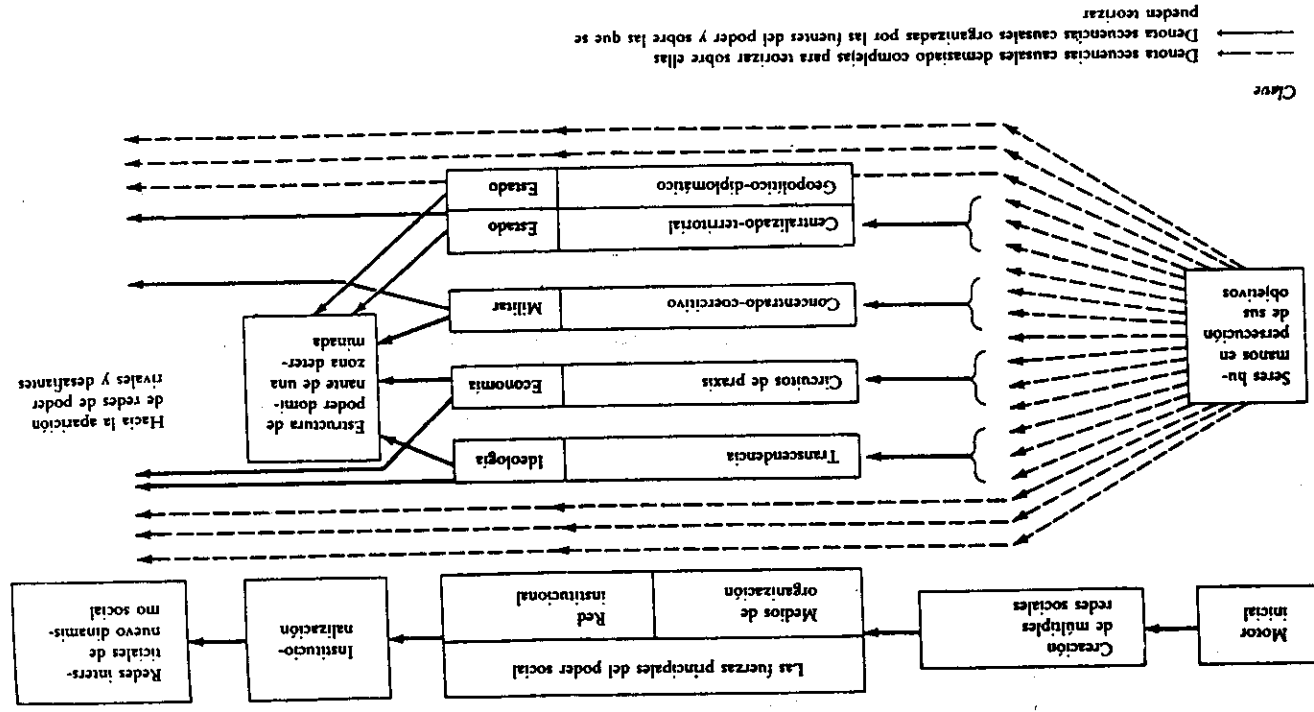 Motor
inicial
Creación
de múltiples
redes sociales
Las fuerzas principales del poder social
Medios de
organización
Red
institucional
Institucio-
nalización
Redes inters-
ticiales de
nuevo dinamis-
mo social
Seres hu-
manos en
persecución
de sus
objetivos
Transcendencia
Ideología
Circuitos de praxis
Economía
Concentrado-coercitivo
Militar
Centralizado-territorial
Estado
Geopolítico-diplomático
Estado
Estructura de
poder domi-
nante de una
zona deter-
minada
Hacia la aparición
de redes de poder
rivales y desafiantes
Clave
Denota secuencias causales demasiado complejas para teorizar sobre ellas
Denota secuencias causales organizadas por las fuentes del poder y sobre las que se
pueden teorizar